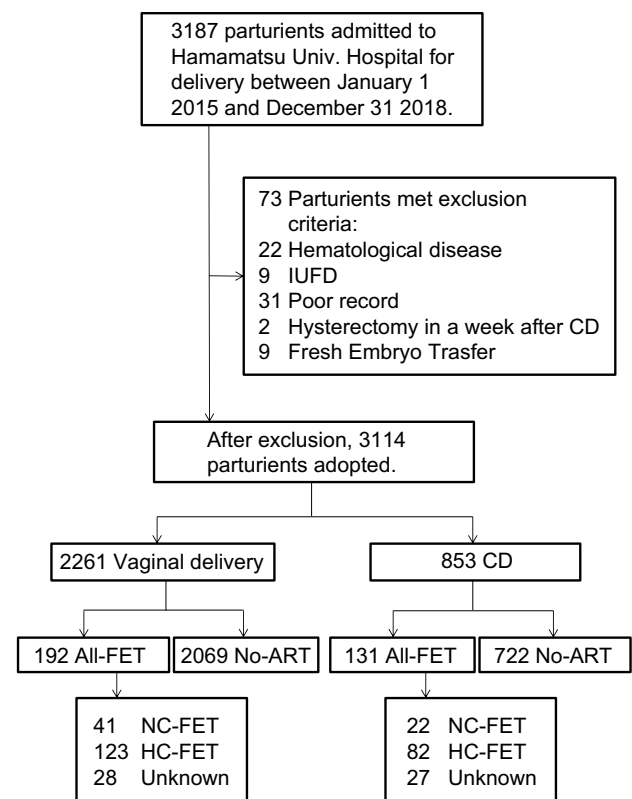 3187 parturients admitted to
Hamamatsu Univ. Hospital for
delivery between January 1
2015 and December 31 2018.
73 Parturients met exclusion
criteria:
22 Hematological disease
9 IUFD
31 Poor record
2 Hysterectomy in a week after CD
9 Fresh Embryo Trasfer
After exclusion, 3114
parturients adopted.
2261 Vaginal delivery
853 CD
192 All-FET
2069 No-ART
131 All-FET
722 No-ART
41 NC-FET
123 HC-FET
28 Unknown
22 NC-FET
82 HC-FET
27 Unknown